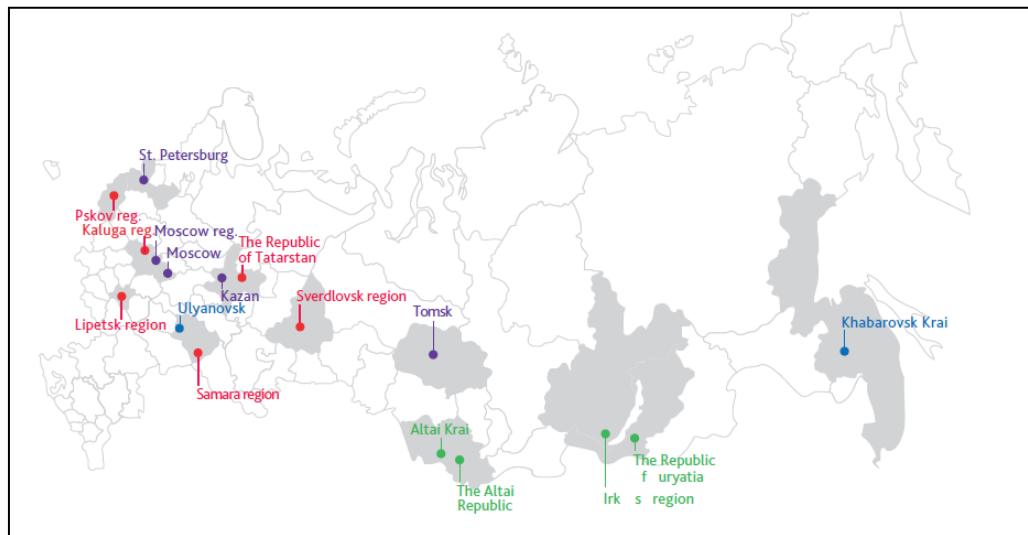 St. Petersburg
Pskov reg.
Kaluga reg.
Moscow reg.
Moscow
The Republic
of Tatarstan
Kazan
Sverdlovsk region
Ulyanovsk
Lipetsk region
Samara region
Tomsk
Khabarovsk Krai
Altai Krai
The Altai
Republic
The Republic
f uryatia
Irk s region